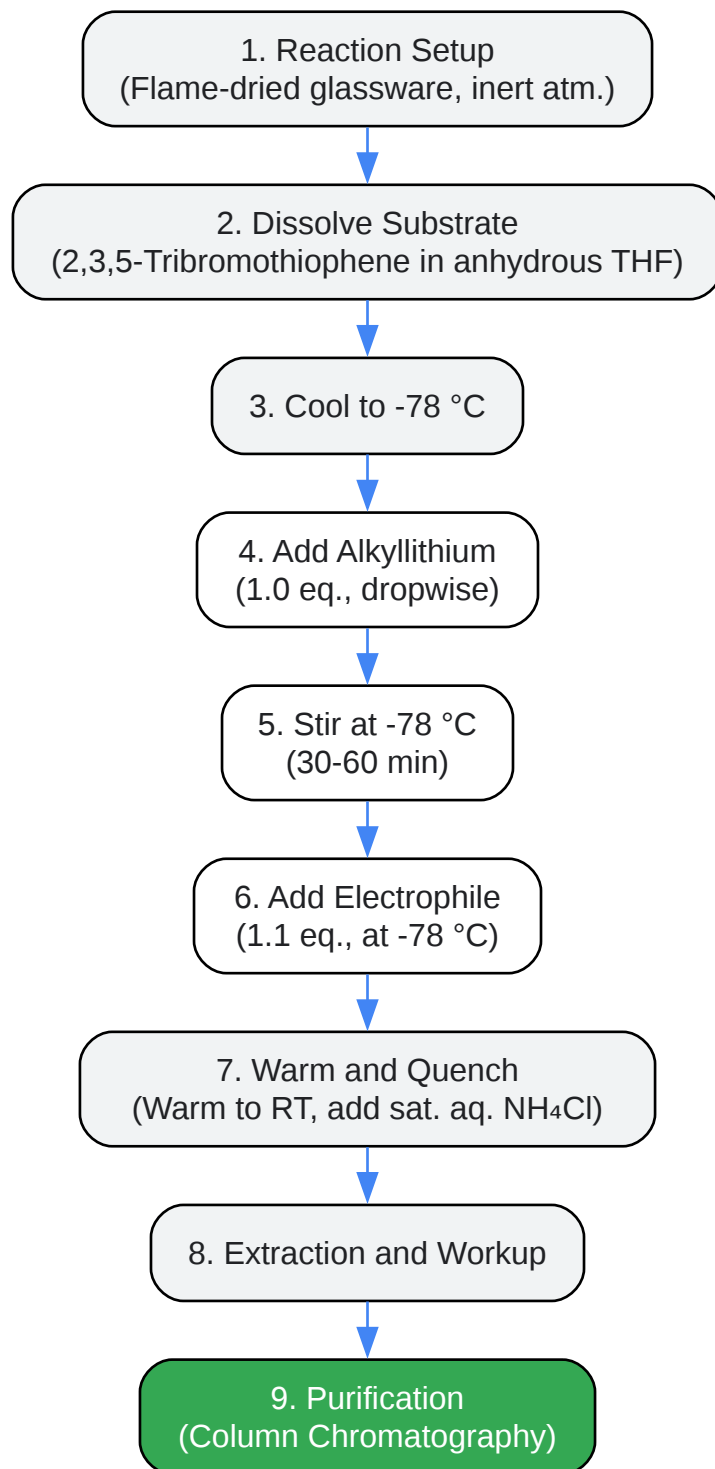 1. Reaction Setup
(Flame-dried glassware, inert atm.)
2. Dissolve Substrate
(2,3,5-Tribromothiophene in anhydrous THF)
3. Cool to -78 °C
4. Add Alkyllithium
(1.0 eq., dropwise)
5. Stir at -78 °C
(30-60 min)
6. Add Electrophile
(1.1 eq., at -78 °C)
7. Warm and Quench
(Warm to RT, add sat. aq. NH₄Cl)
8. Extraction and Workup
9. Purification
(Column Chromatography)